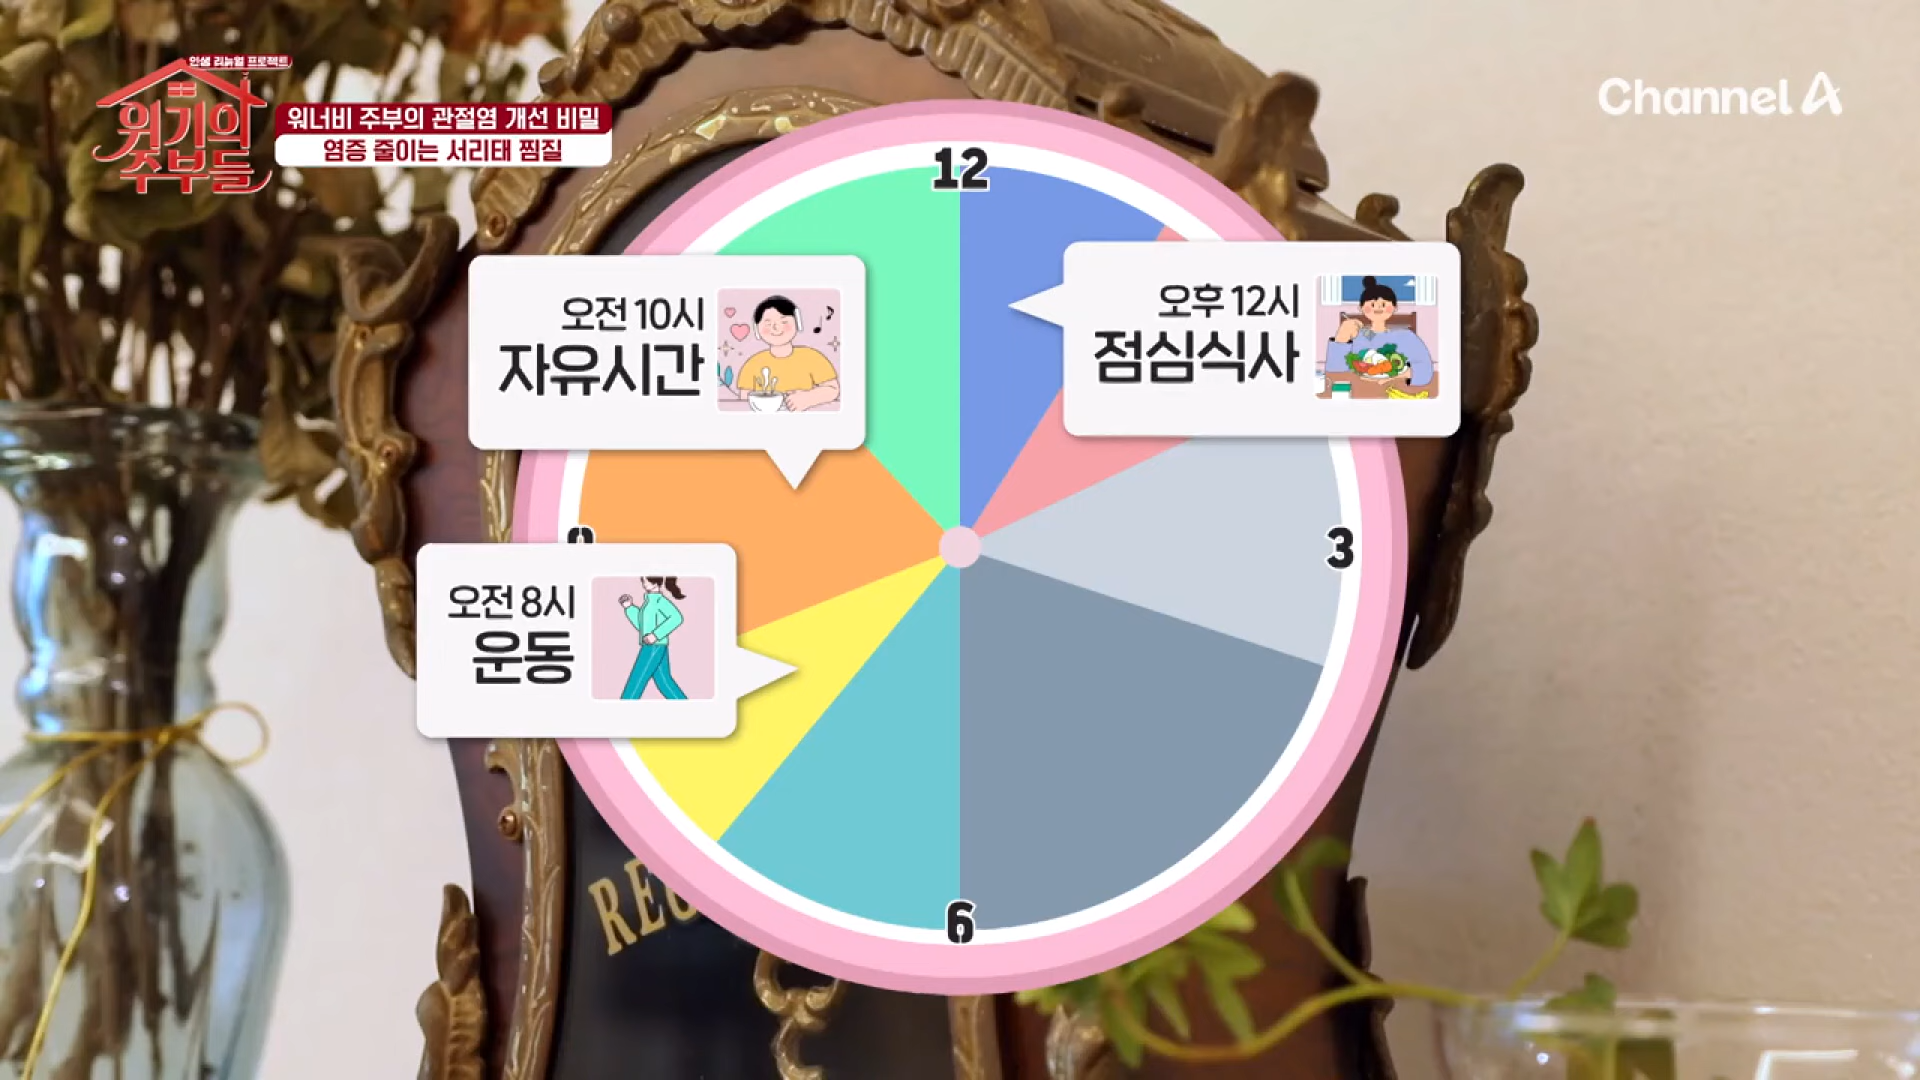 인생 리뉴얼 프로젝트
위기의
주부들
워너비 주부의 관절염 개선 비밀
염증 줄이는 서리태 찜질
Channel A
12
오전 10시
자유시간
오후 12시
점심식사
3
오전 8시
운동
6